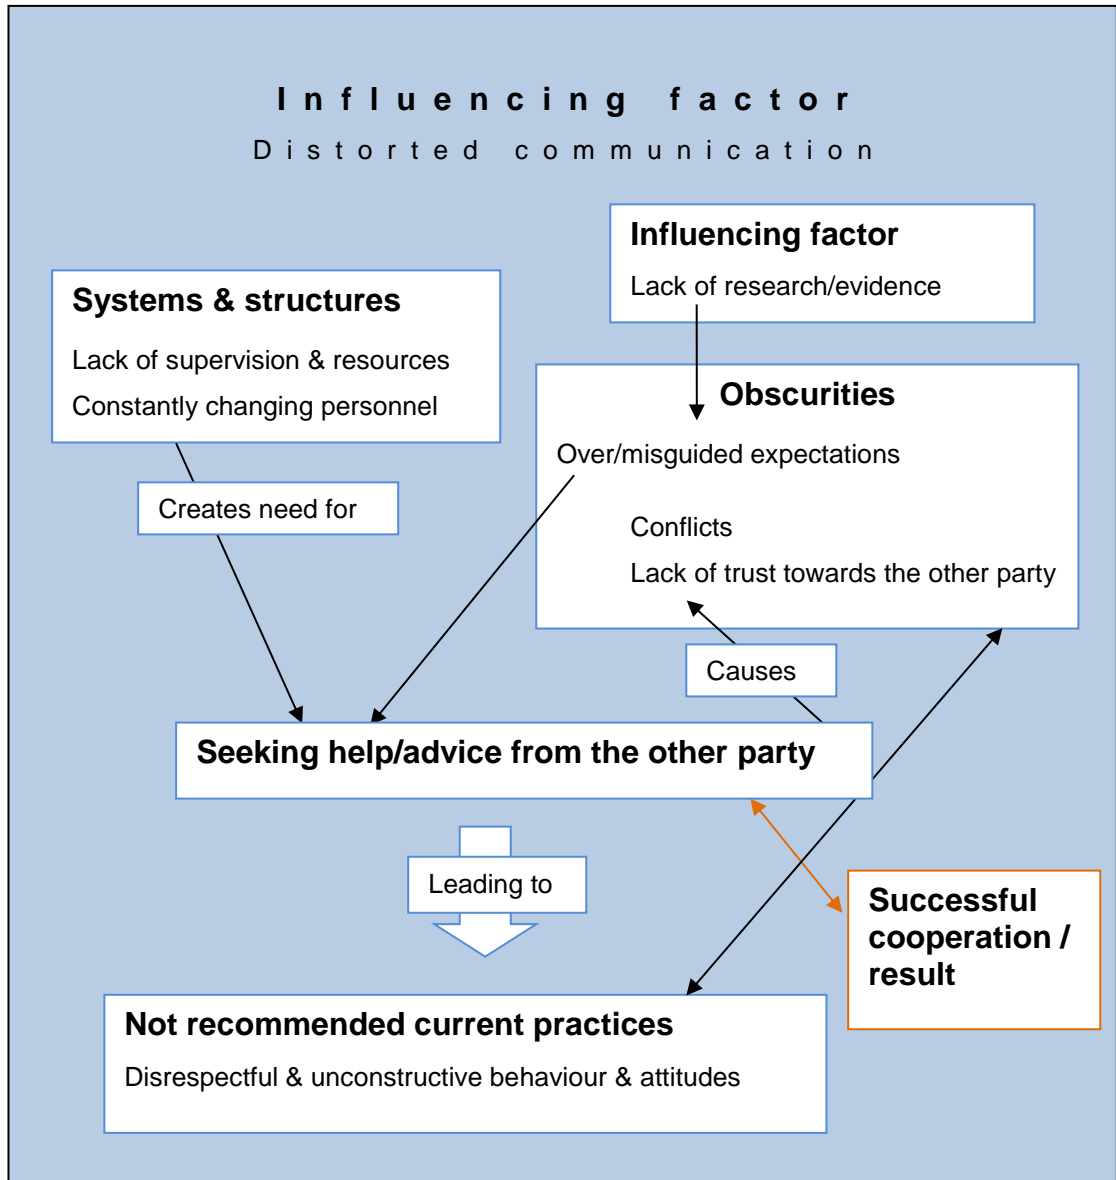 Influencing factor
Distorted communication
Influencing factor
Lack of research/evidence
Systems & structures
Lack of supervision & resources
Constantly changing personnel
Obscurities
Over/misguided expectations
Creates need for
Conflicts
Lack of trust towards the other party
Causes
Seeking help/advice from the other party
Leading to
Successful
cooperation /
result
Not recommended current practices
Disrespectful & unconstructive behaviour & attitudes